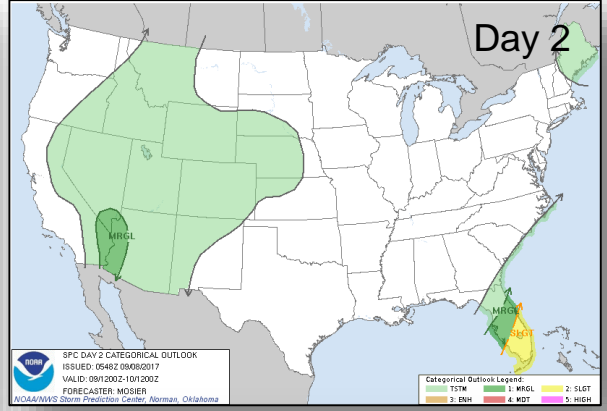 Day 2
MRGL
MRGL
SLGT
NOAA
SPC DAY 2 CATEGORICAL OUTLOOK
ISSUED: 0548Z 09/08/2017
VALID: 09/1200Z-10/1200Z
FORECASTER: MOSIER
NOAA/NWS Storm Prediction Center, Norman, Oklahoma
Categorical Outlook Legend:
TSTM 1: MRGL 2: SLGT
3: ENH 4: MDT 5: HIGH